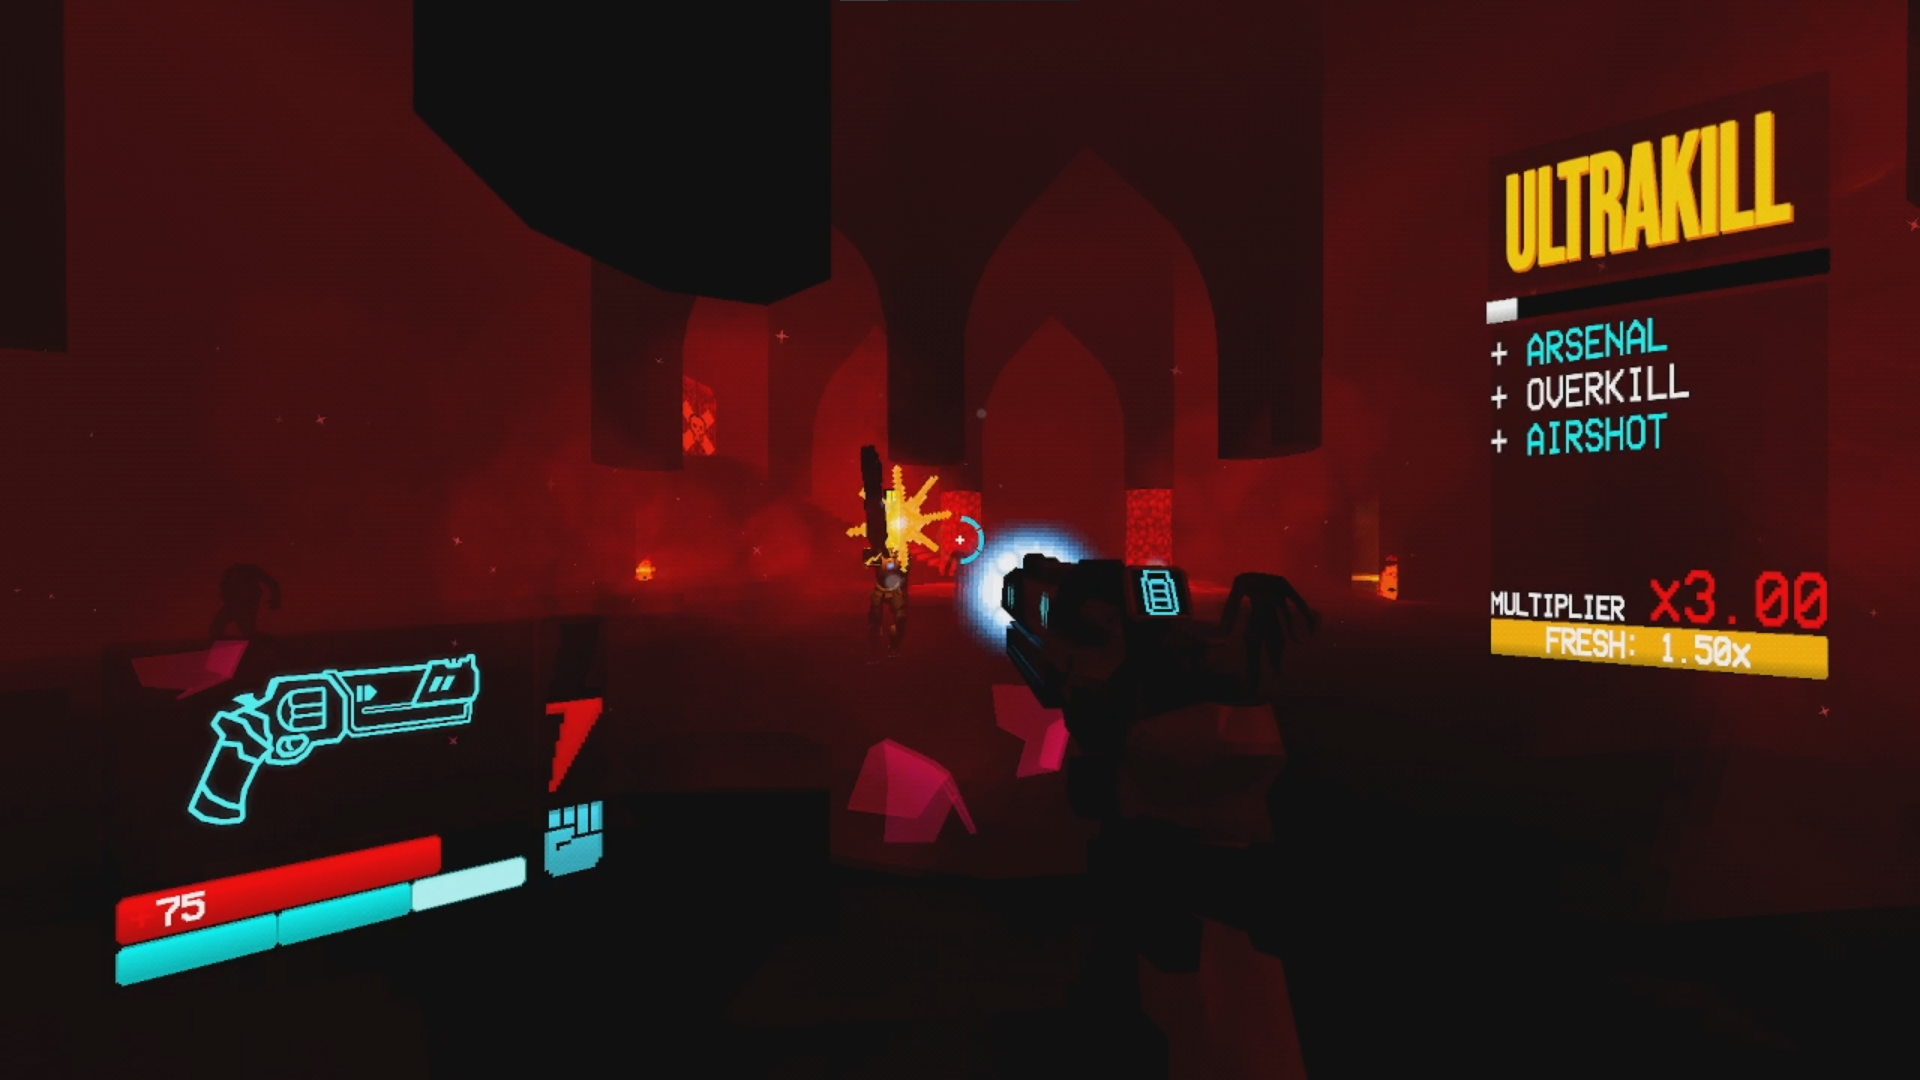 ULTRAKILL
+ ARSENAL
+ OVERKILL
+ AIRSHOT
MULTIPLIER x3.00
FRESH: 1.50x
75